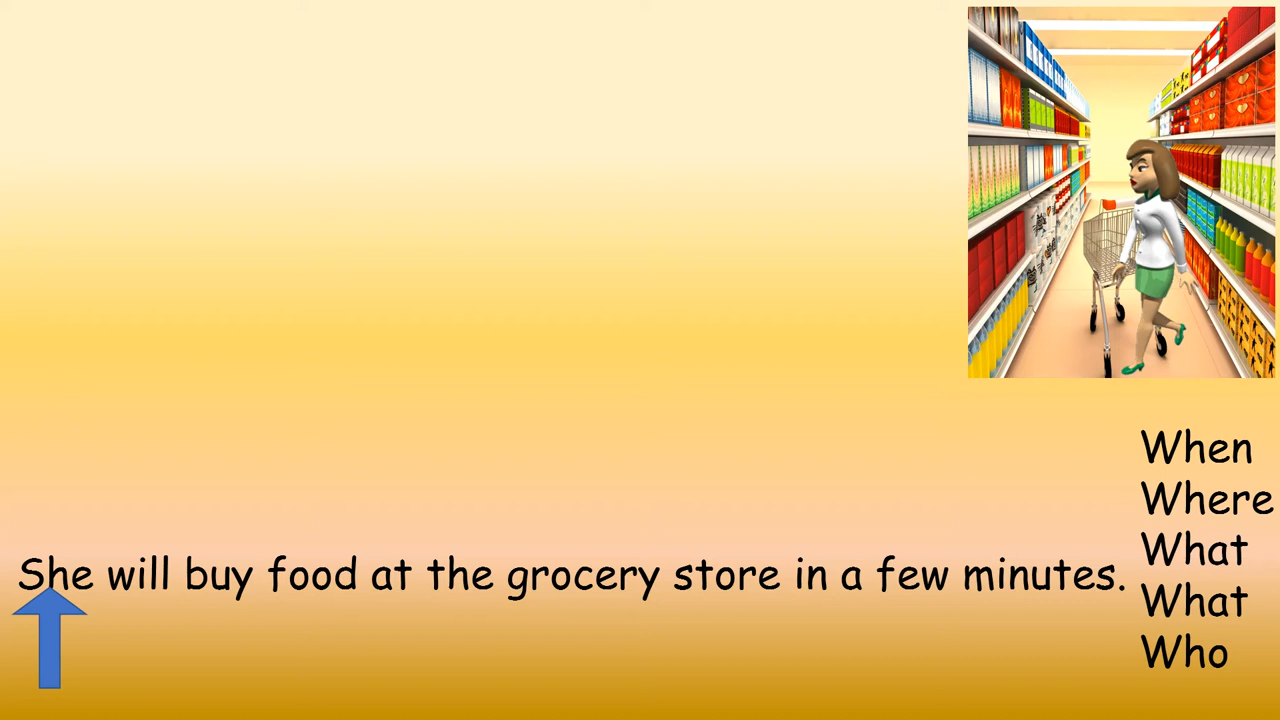 She will buy food at the grocery store in a few minutes.
When
Where
What
What
Who